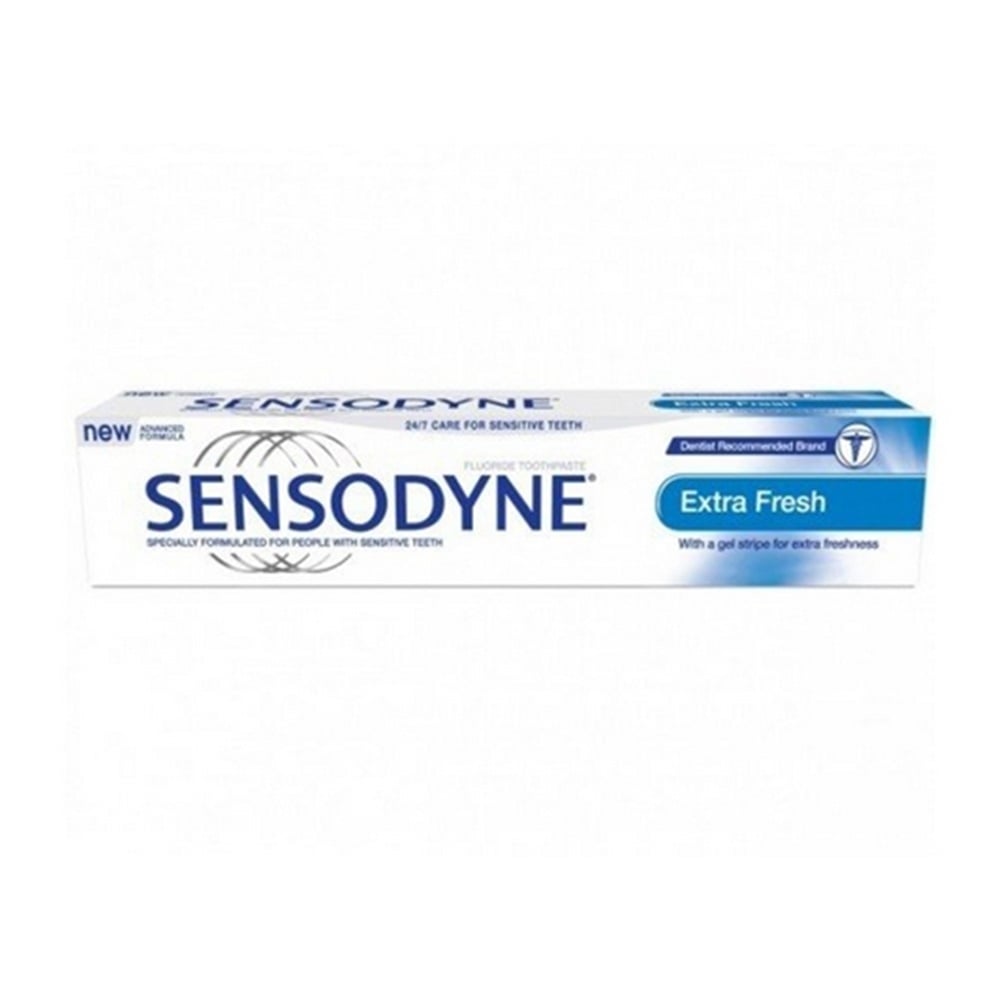 new SENSODYNE Extra Fresh
24/7 CARE FOR SENSITIVE TEETH
new ADVANCED FORMULA
Dentist Recommended Brand
FLUORIDE TOOTHPASTE
SENSODYNE®
Extra Fresh
SPECIALLY FORMULATED FOR PEOPLE WITH SENSITIVE TEETH
With a gel stripe for extra freshness